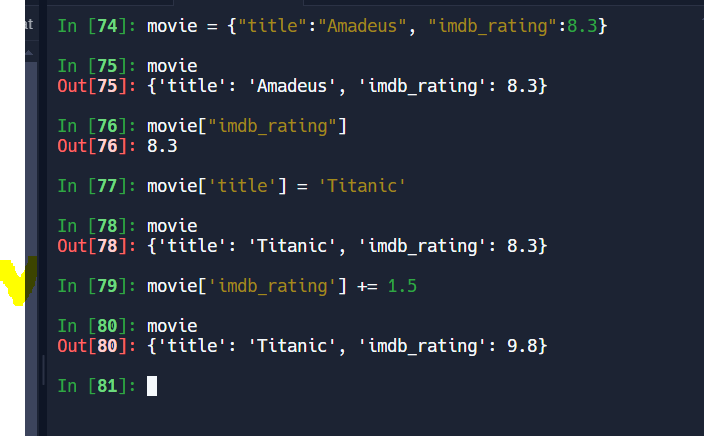 at
In [74]: movie = {"title":"Amadeus", "imdb_rating":8.3}
In [75]: movie
Out[75]: {'title': 'Amadeus', 'imdb_rating': 8.3}
In [76]: movie["imdb_rating"]
Out[76]: 8.3
In [77]: movie['title'] = 'Titanic'
In [78]: movie
Out[78]: {'title': 'Titanic', 'imdb_rating': 8.3}
In [79]: movie['imdb_rating'] += 1.5
In [80]: movie
Out[80]: {'title': 'Titanic', 'imdb_rating': 9.8}
In [81]: